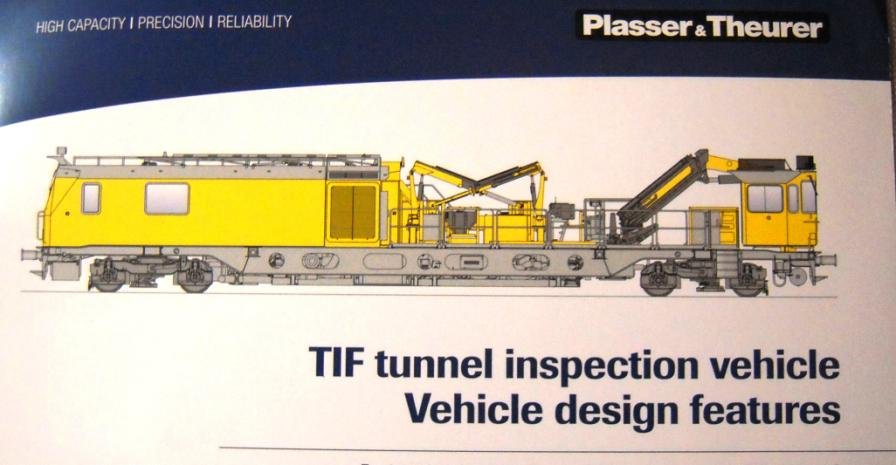 HIGH CAPACITY I PRECISION I RELIABILITY
Plasser & Theurer
TIF tunnel inspection vehicle
Vehicle design features